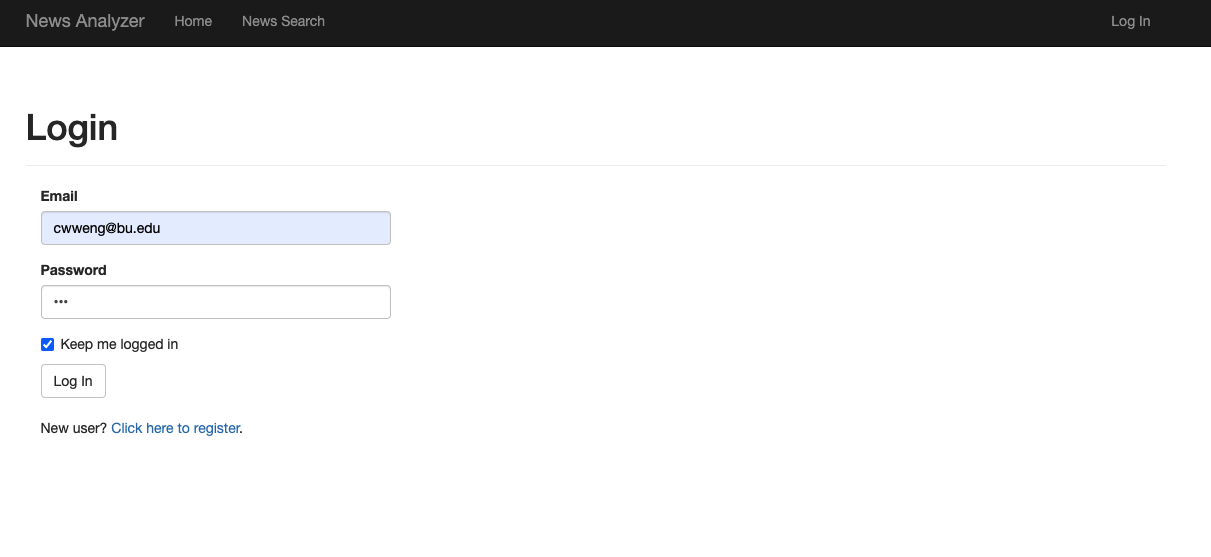 News Analyzer Home News Search Log In
Login
Email
cwweng@bu.edu
Password
•••
Keep me logged in
Log In
New user? Click here to register.